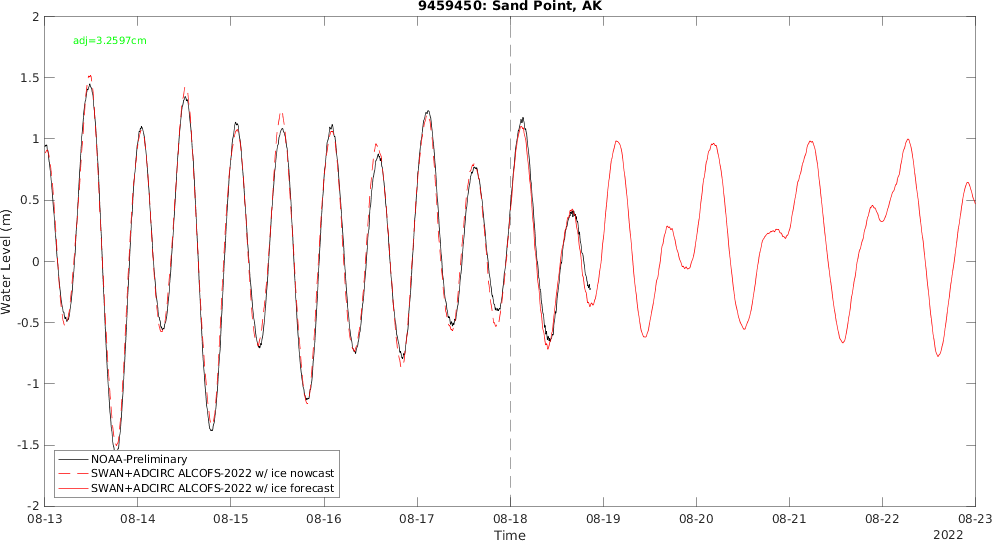 9459450: Sand Point, AK
adj=3.2597cm
Water Level (m)
2
1.5
1
0.5
0
-0.5
-1
-1.5
-2
NOAA-Preliminary
SWAN+ADCIRC ALCOFS-2022 w/ ice nowcast
SWAN+ADCIRC ALCOFS-2022 w/ ice forecast
08-13 08-14 08-15 08-16 08-17 08-18 08-19 08-20 08-21 08-22 08-23
Time
2022